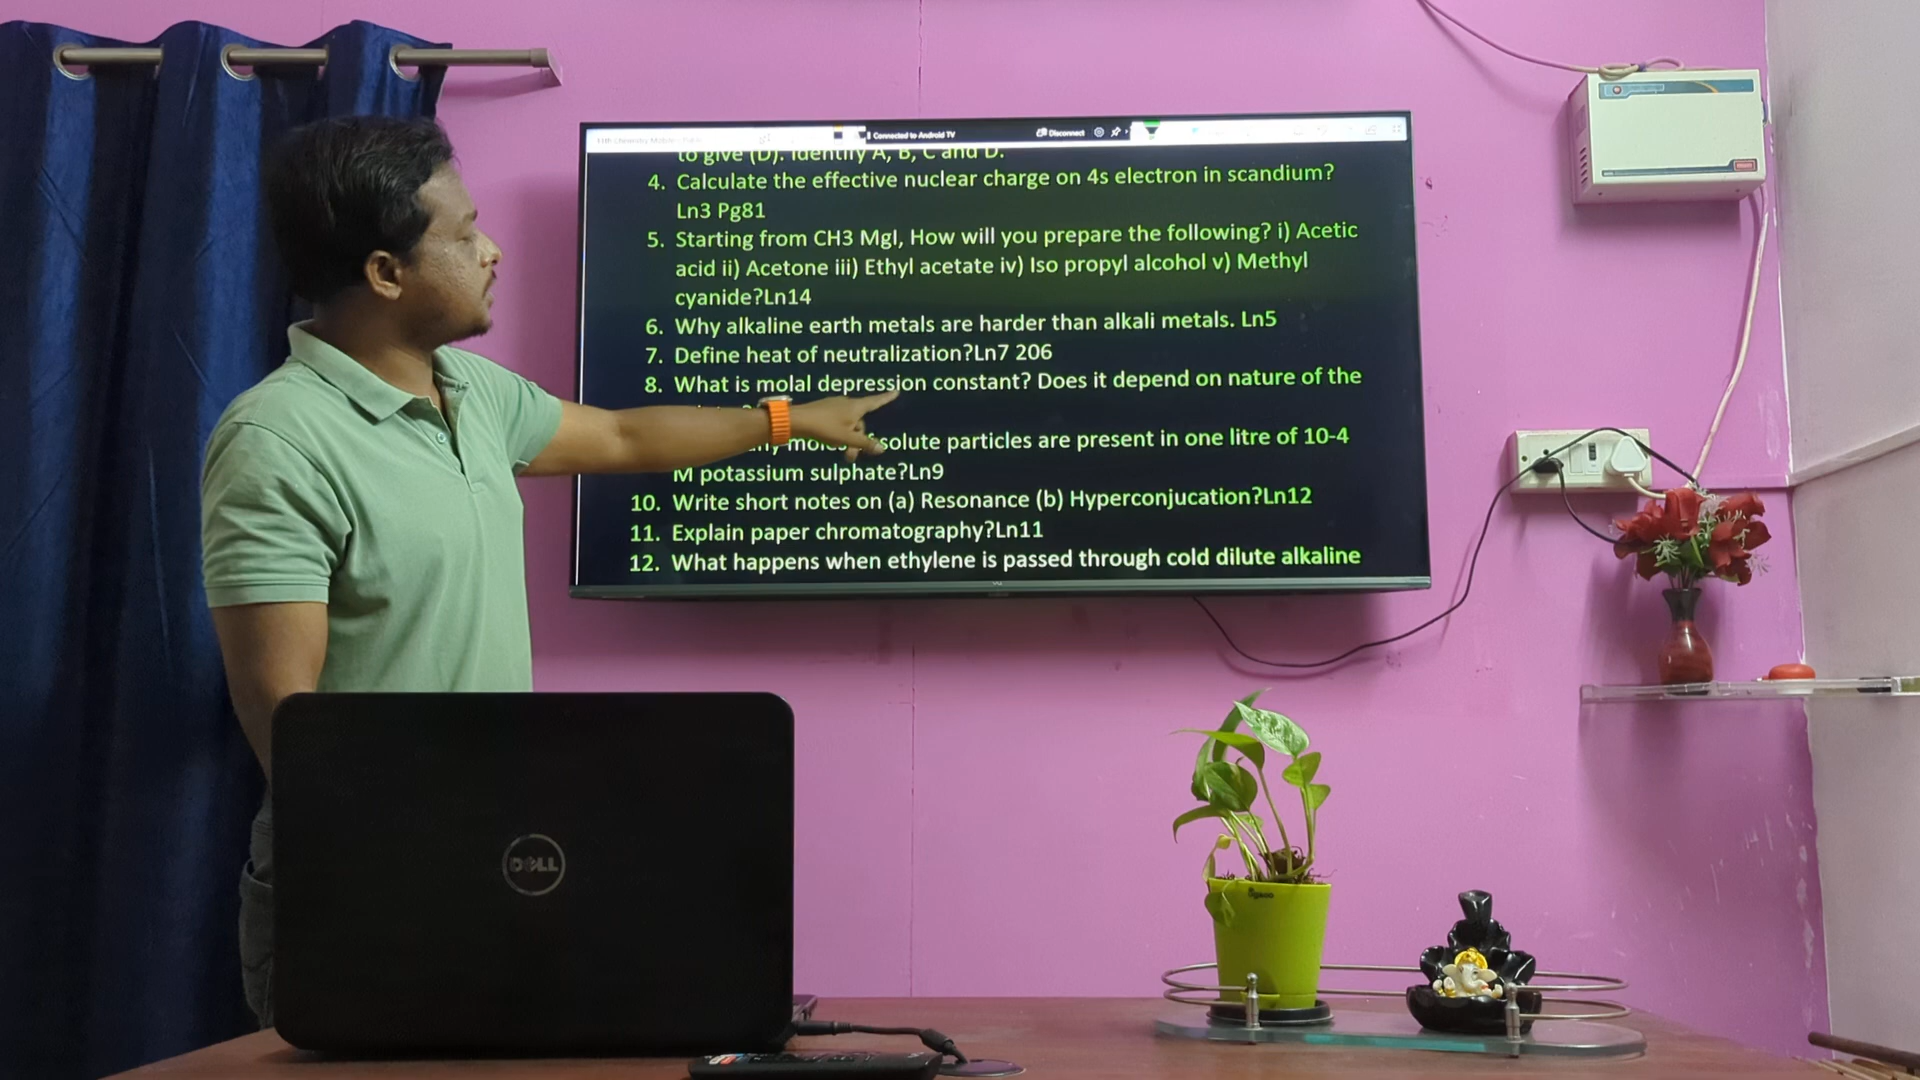 Connected to Android TV
Disconnect
to give (D). Identify A, B, C and D.
4. Calculate the effective nuclear charge on 4s electron in scandium?
Ln3 Pg81
5. Starting from CH3 MgI, How will you prepare the following? i) Acetic
acid ii) Acetone iii) Ethyl acetate iv) Iso propyl alcohol v) Methyl
cyanide?Ln14
6. Why alkaline earth metals are harder than alkali metals. Ln5
7. Define heat of neutralization?Ln7 206
8. What is molal depression constant? Does it depend on nature of the
solute particles are present in one litre of 10-4
M potassium sulphate?Ln9
10. Write short notes on (a) Resonance (b) Hyperconjucation?Ln12
11. Explain paper chromatography?Ln11
12. What happens when ethylene is passed through cold dilute alkaline
DELL